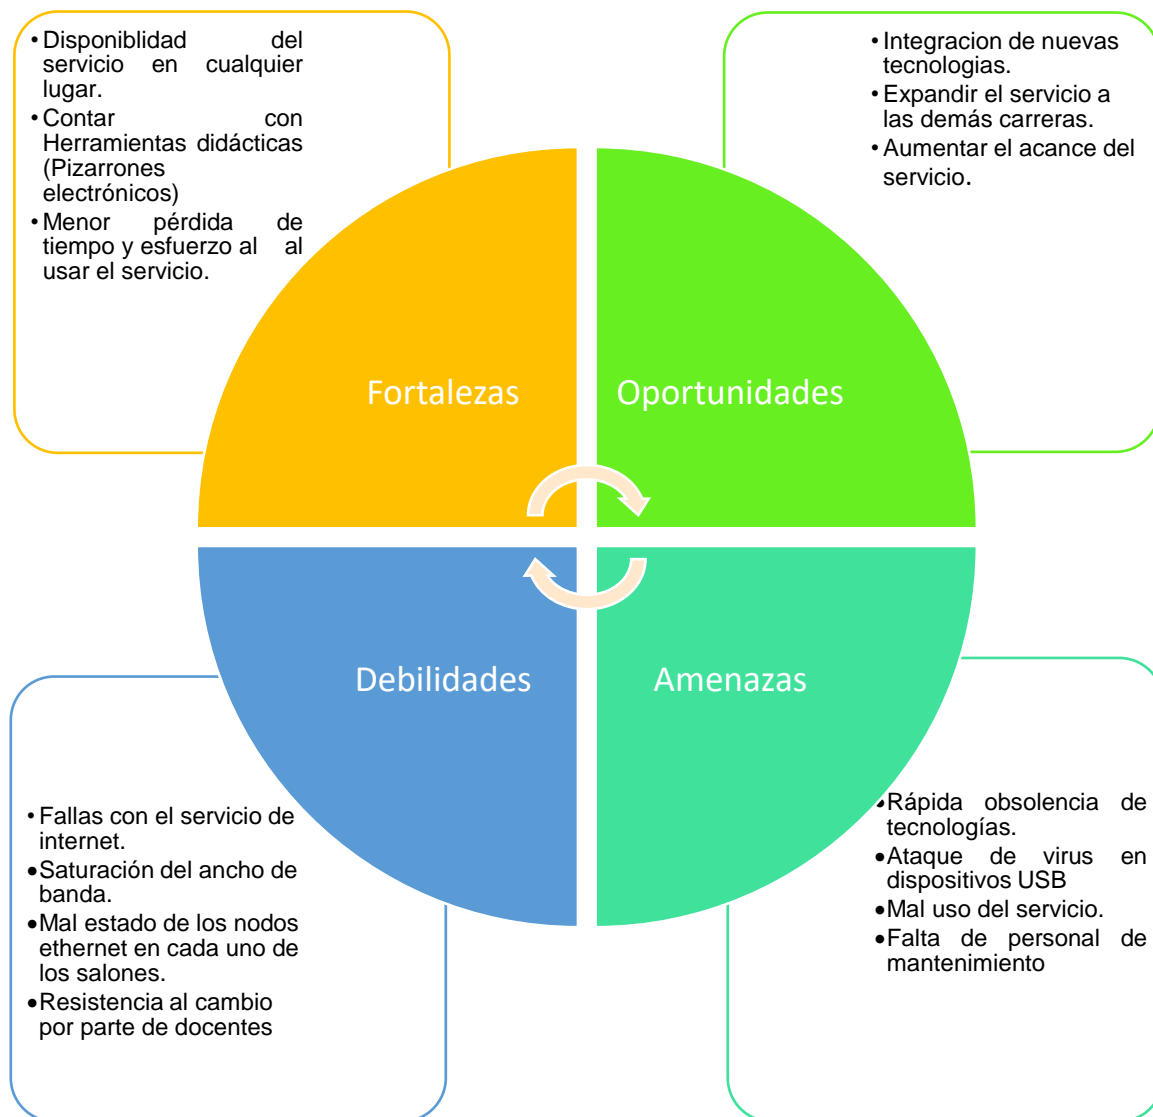 • Disponiblidad del
servicio en cualquier
lugar.
• Contar con
Herramientas didácticas
(Pizarrones
electrónicos)
• Menor pérdida de
tiempo y esfuerzo al al
usar el servicio.
• Integracion de nuevas
tecnologias.
• Expandir el servicio a
las demás carreras.
• Aumentar el acance del
servicio.
Fortalezas
Oportunidades
Debilidades
Amenazas
• Fallas con el servicio de
internet.
• Saturación del ancho de
banda.
• Mal estado de los nodos
ethernet en cada uno de
los salones.
• Resistencia al cambio
por parte de docentes
• Rápida obsolencia de
tecnologías.
• Ataque de virus en
dispositivos USB
• Mal uso del servicio.
• Falta de personal de
mantenimiento